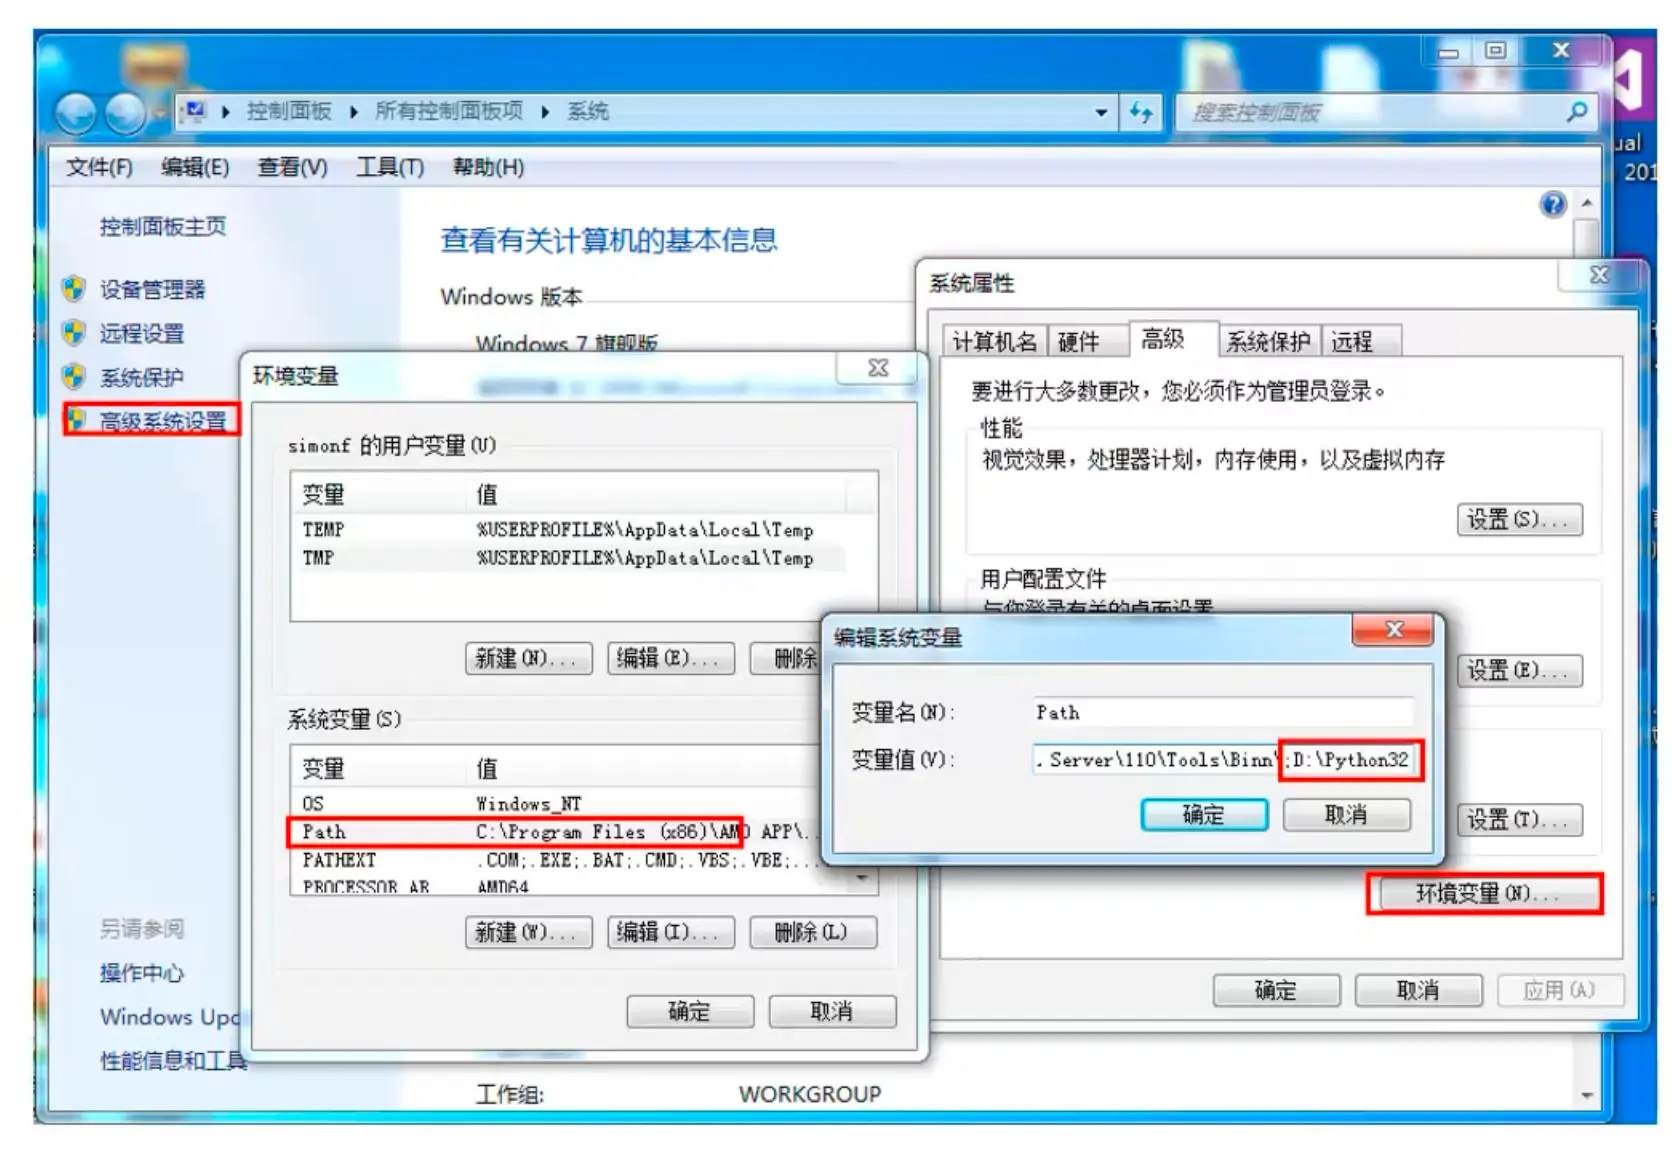 控制面板 ▸ 所有控制面板项 ▸ 系统
搜索控制面板
文件(F) 编辑(E) 查看(V) 工具(T) 帮助(H)
ual
201
控制面板主页
设备管理器
远程设置
系统保护
高级系统设置
另请参阅
操作中心
Windows Upd
性能信息和工具
查看有关计算机的基本信息
Windows 版本
Windows 7 旗舰版
工作组: WORKGROUP
环境变量
simonf 的用户变量(U)
变量 值
TEMP %USERPROFILE%\AppData\Local\Temp
TMP %USERPROFILE%\AppData\Local\Temp
新建(N)... 编辑(E)... 删除
系统变量(S)
变量 值
OS Windows_NT
Path C:\Program Files (x86)\AMD APP\..
PATHEXT .COM;.EXE;.BAT;.CMD;.VBS;.VBE;...
PROCESSOR_AR AMD64
新建(W)... 编辑(I)... 删除(L)
确定 取消
系统属性
计算机名 硬件 高级 系统保护 远程
要进行大多数更改，您必须作为管理员登录。
性能
视觉效果，处理器计划，内存使用，以及虚拟内存
设置(S)...
用户配置文件
与您登录有关的桌面设置
设置(E)...
设置(T)...
环境变量(N)...
确定 取消 应用(A)
编辑系统变量
变量名(N): Path
变量值(V): . Server\110\Tools\Binn\;D:\Python32
确定 取消